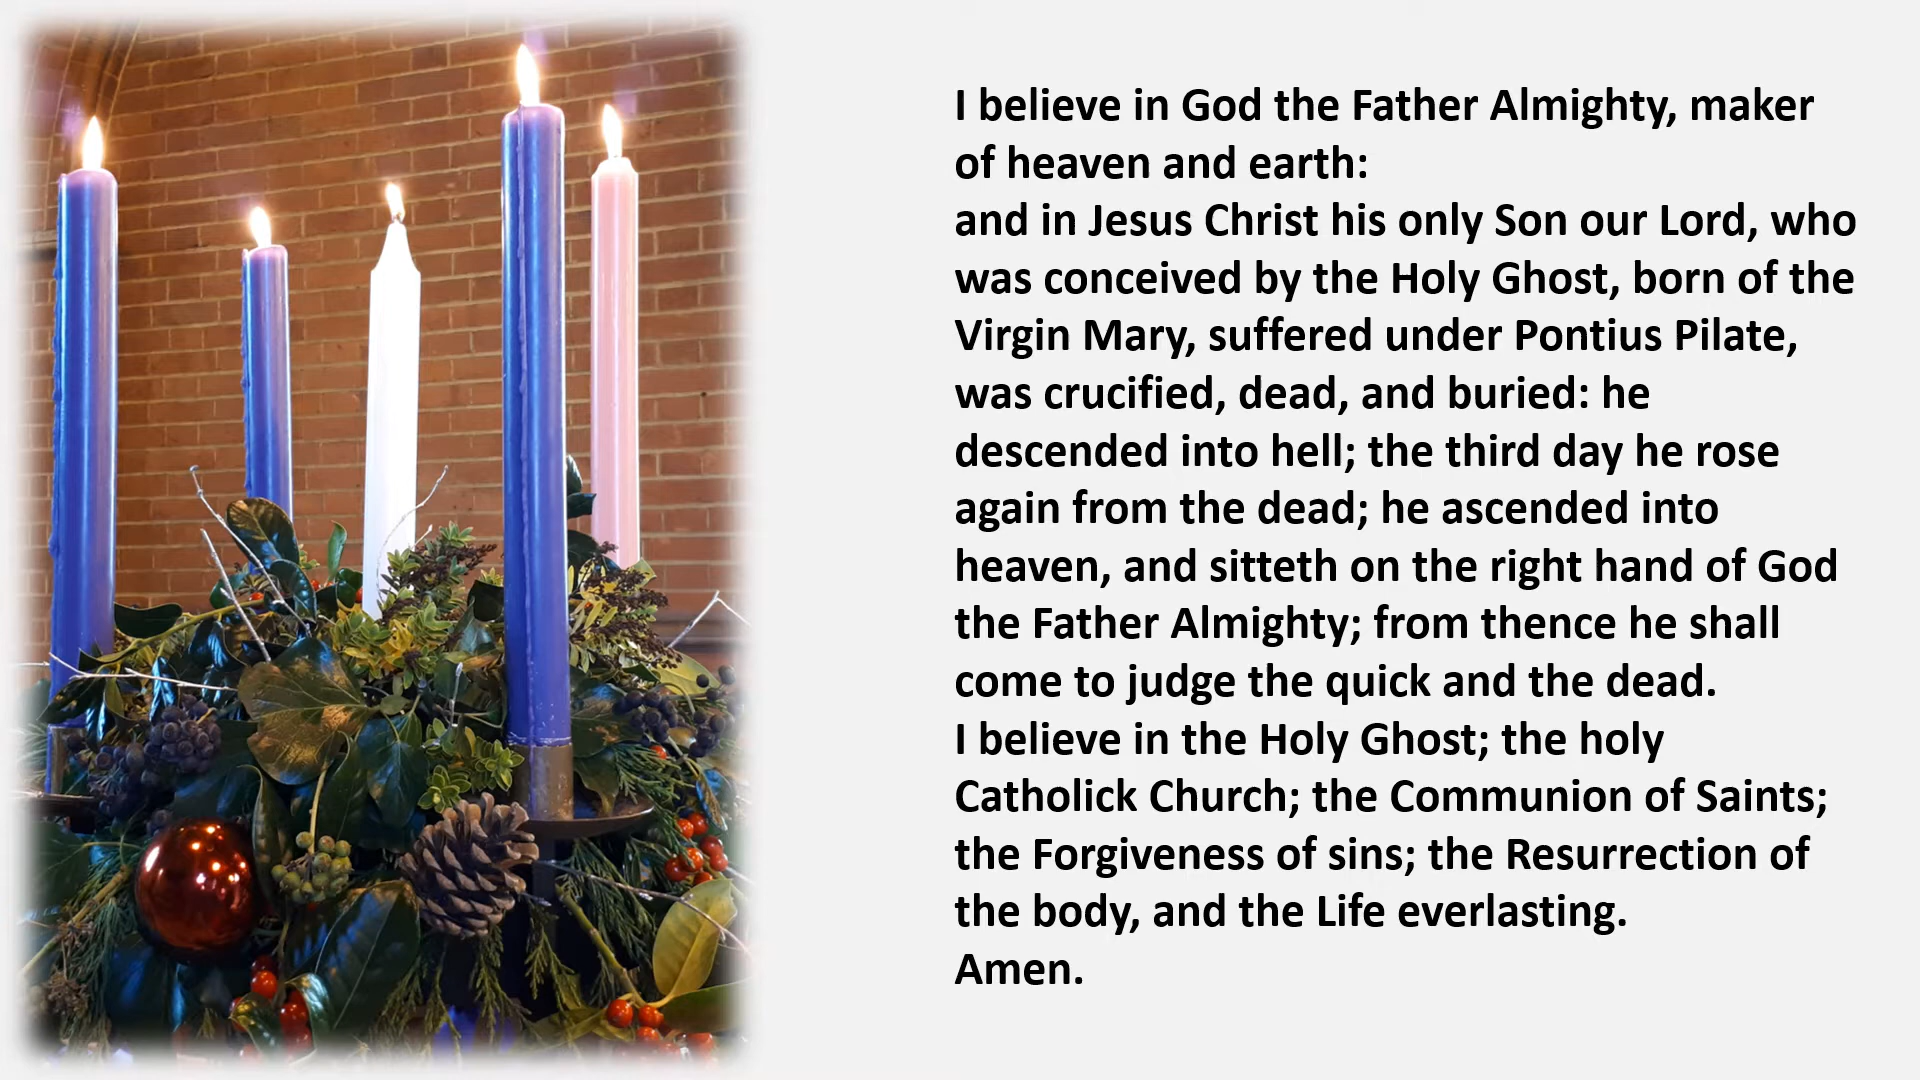 I believe in God the Father Almighty, maker
of heaven and earth:
and in Jesus Christ his only Son our Lord, who
was conceived by the Holy Ghost, born of the
Virgin Mary, suffered under Pontius Pilate,
was crucified, dead, and buried: he
descended into hell; the third day he rose
again from the dead; he ascended into
heaven, and sitteth on the right hand of God
the Father Almighty; from thence he shall
come to judge the quick and the dead.
I believe in the Holy Ghost; the holy
Catholick Church; the Communion of Saints;
the Forgiveness of sins; the Resurrection of
the body, and the Life everlasting.
Amen.